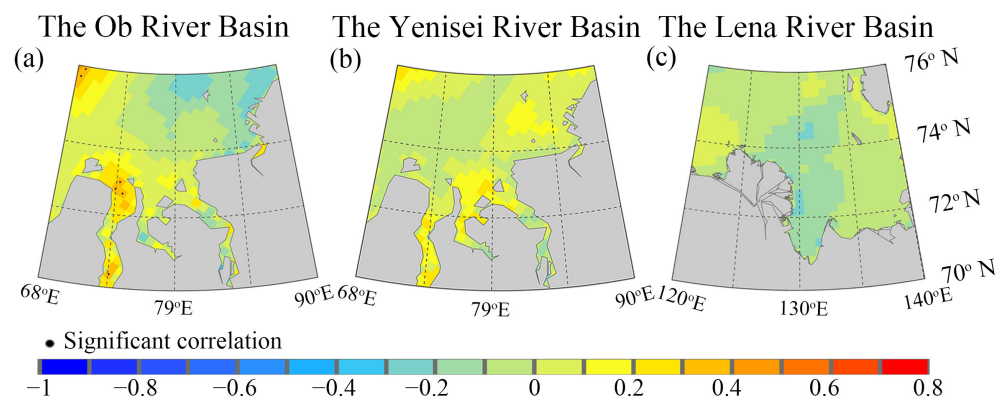 The Ob River Basin The Yenisei River Basin The Lena River Basin
(a) (b) (c)
76° N
74° N
72° N
70° N
68°E 79°E 90°E 68°E 79°E 90°E 120°E 130°E 140°E
Significant correlation
−1 −0.8 −0.6 −0.4 −0.2 0 0.2 0.4 0.6 0.8